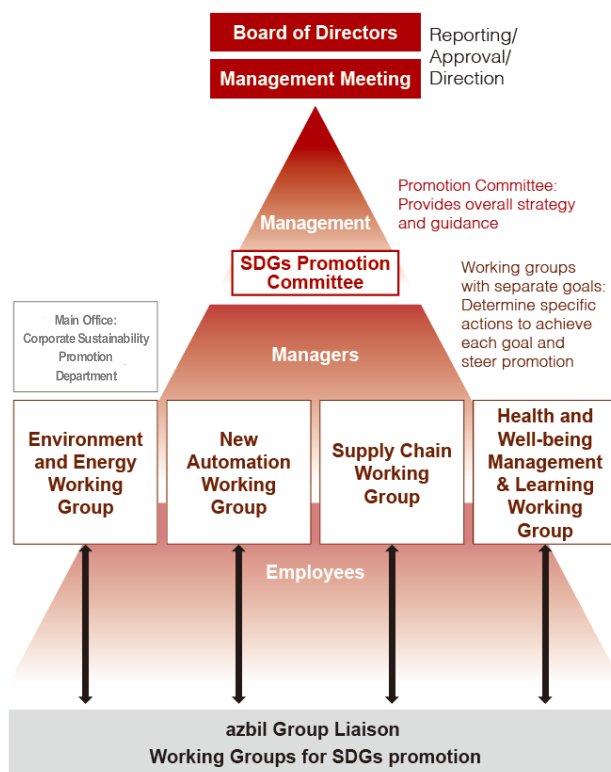 Board of Directors
Management Meeting
Reporting/
Approval/
Direction
Management
Promotion Committee:
Provides overall strategy
and guidance
SDGs Promotion
Committee
Working groups
with separate goals:
Determine specific
actions to achieve
each goal and
steer promotion
Main Office:
Corporate Sustainability
Promotion
Department
Managers
Environment
and Energy
Working
Group
New
Automation
Working
Group
Supply Chain
Working
Group
Health and
Well-being
Management
& Learning
Working
Group
Employees
azbil Group Liaison
Working Groups for SDGs promotion